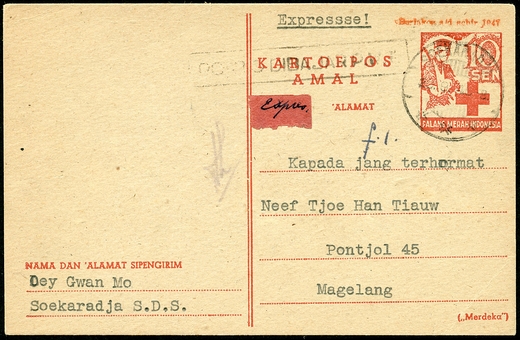 Expressse!
KARTOEPOS
AMAL
10
SEN
PALANG MERAH INDONESIA
Expres.
'ALAMAT
f.1.
Kapada jang terhormat
Neef Tjoe Han Tiauw
Pontjol 45
Magelang
NAMA DAN 'ALAMAT SIPENGIRIM
Oey Gwan Mo
Soekaradja S.D.S.
(„Merdeka")